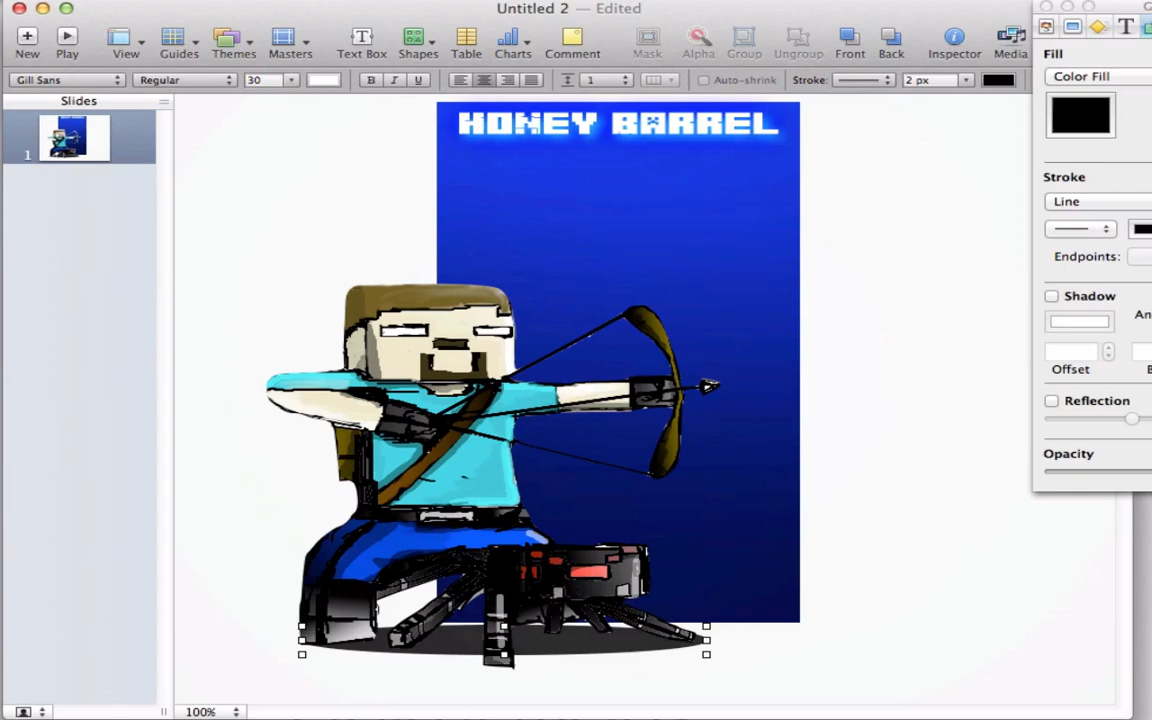 Untitled 2 — Edited
New Play View Guides Themes Masters Text Box Shapes Table Charts Comment Mask Alpha Group Ungroup Front Back Inspector Media
Gill Sans Regular 30 B I U 1 Auto-shrink Stroke: 2 px
Slides
1
HONEY BARREL
T
Fill
Color Fill
Stroke
Line
Endpoints:
Shadow
Offset
Reflection
Opacity
100%